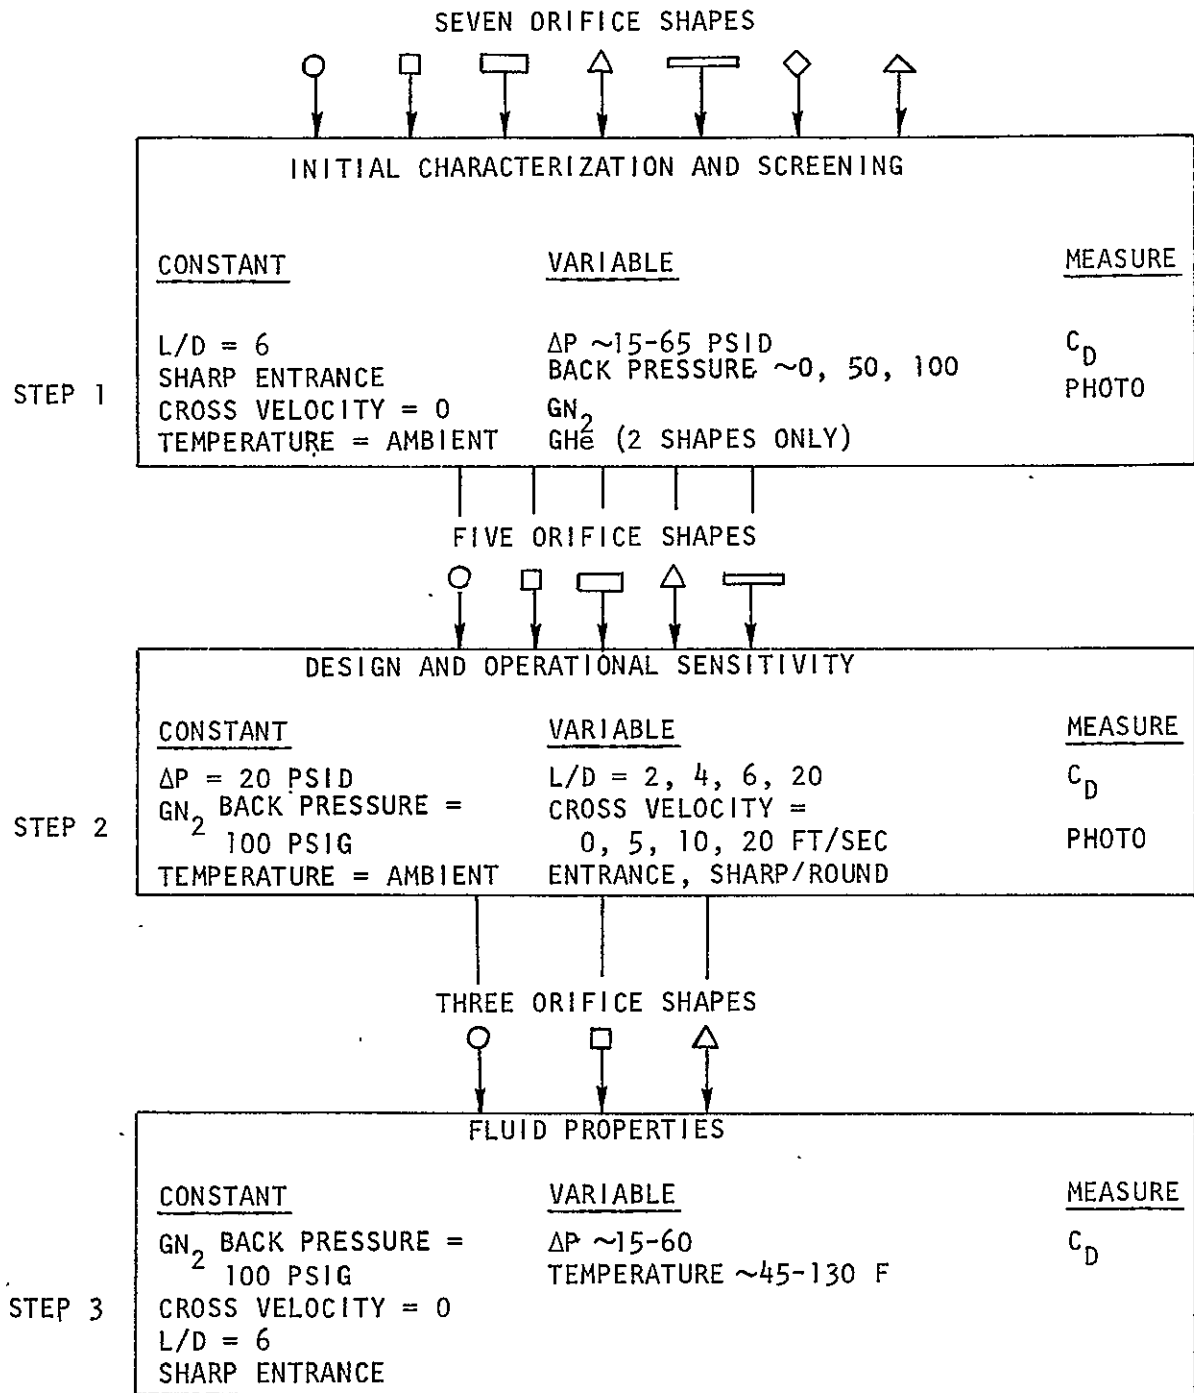 SEVEN ORIFICE SHAPES
INITIAL CHARACTERIZATION AND SCREENING
CONSTANT VARIABLE MEASURE
L/D = 6 ΔP ~15-65 PSID C_D
SHARP ENTRANCE BACK PRESSURE ~0, 50, 100 PHOTO
STEP 1
CROSS VELOCITY = 0 GN_2
TEMPERATURE = AMBIENT GHe (2 SHAPES ONLY)
FIVE ORIFICE SHAPES
DESIGN AND OPERATIONAL SENSITIVITY
CONSTANT VARIABLE MEASURE
ΔP = 20 PSID L/D = 2, 4, 6, 20 C_D
GN_2 BACK PRESSURE = CROSS VELOCITY =
STEP 2 100 PSIG 0, 5, 10, 20 FT/SEC PHOTO
TEMPERATURE = AMBIENT ENTRANCE, SHARP/ROUND
THREE ORIFICE SHAPES
FLUID PROPERTIES
CONSTANT VARIABLE MEASURE
GN_2 BACK PRESSURE = ΔP ~15-60 C_D
100 PSIG TEMPERATURE ~45-130 F
STEP 3 CROSS VELOCITY = 0
L/D = 6
SHARP ENTRANCE